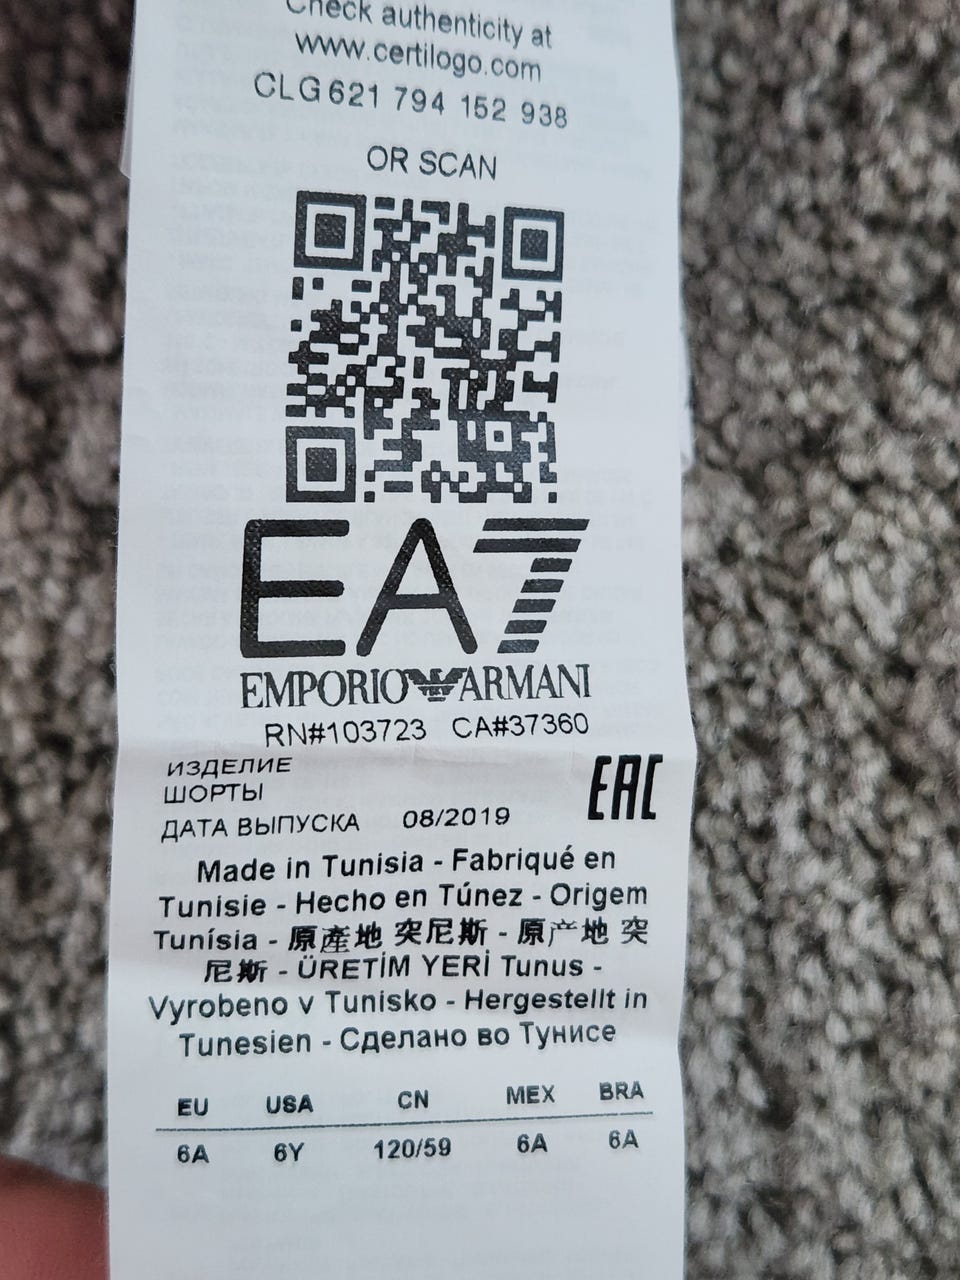 Check authenticity at
www.certilogo.com
CLG 621 794 152 938
OR SCAN
EA7
EMPORIO ARMANI
RN#103723 CA#37360
ИЗДЕЛИЕ
ШОРТЫ
EAC
ДАТА ВЫПУСКА 08/2019
Made in Tunisia - Fabriqué en
Tunisie - Hecho en Túnez - Origem
Tunísia - 原產地 突尼斯 - 原产地 突
尼斯 - ÜRETİM YERİ Tunus -
Vyrobeno v Tunisko - Hergestellt in
Tunesien - Сделано во Тунисе
EU USA CN MEX BRA
6A 6Y 120/59 6A 6A